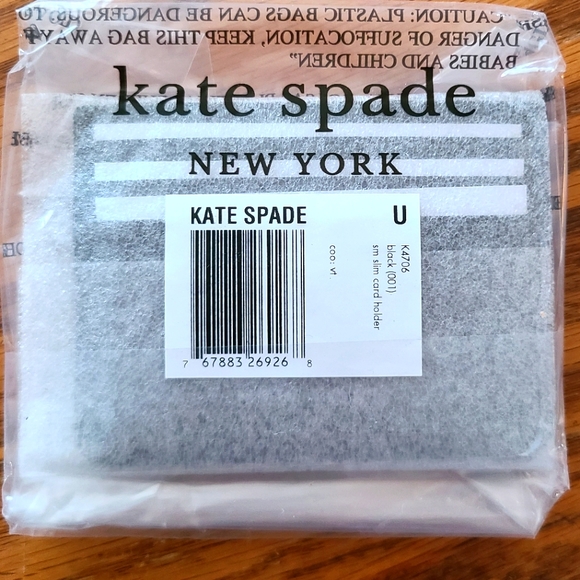 "CAUTION: PLASTIC BAGS CAN BE DANGEROUS. TO
DANGER OF SUFFOCATION, KEEP THIS BAG AWAY F
BABIES AND CHILDREN"
kate spade
NEW YORK
KATE SPADE U
K4706
black (001)
sm slim card holder
coo: vt
7 67883 26926 8